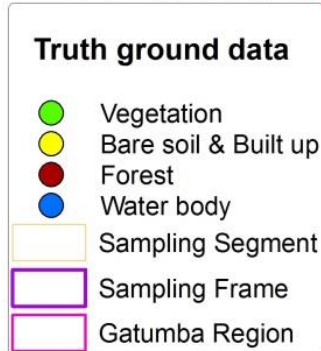 Truth ground data
Vegetation
Bare soil & Built up
Forest
Water body
Sampling Segment
Sampling Frame
Gatumba Region